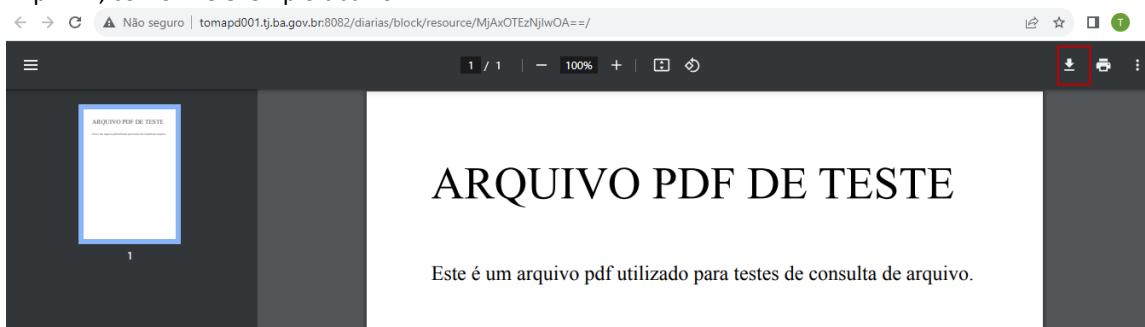 Não seguro | tomapd001.tj.ba.gov.br:8082/diarias/block/resource/MjAxOTEzNjIwOA==/
T
1 / 1 | − 100% + |
ARQUIVO PDF DE TESTE
1
ARQUIVO PDF DE TESTE
Este é um arquivo pdf utilizado para testes de consulta de arquivo.